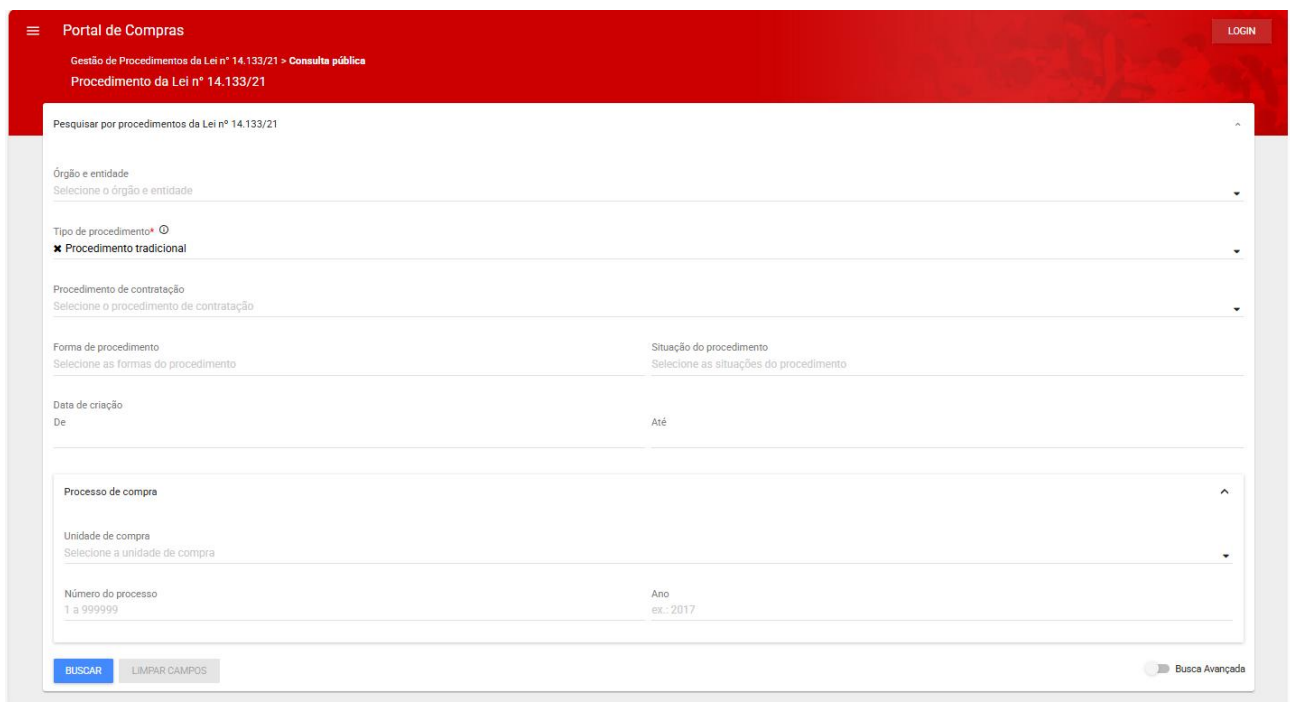 Portal de Compras
LOGIN
Gestão de Procedimentos da Lei n° 14.133/21 > Consulta pública
Procedimento da Lei n° 14.133/21
Pesquisar por procedimentos da Lei nº 14.133/21
Órgão e entidade
Selecione o órgão e entidade
Tipo de procedimento*
✖ Procedimento tradicional
Procedimento de contratação
Selecione o procedimento de contratação
Forma de procedimento
Selecione as formas do procedimento
Situação do procedimento
Selecione as situações do procedimento
Data de criação
De
Até
Processo de compra
Unidade de compra
Selecione a unidade de compra
Número do processo
1 a 999999
Ano
ex.: 2017
BUSCAR
LIMPAR CAMPOS
Busca Avançada